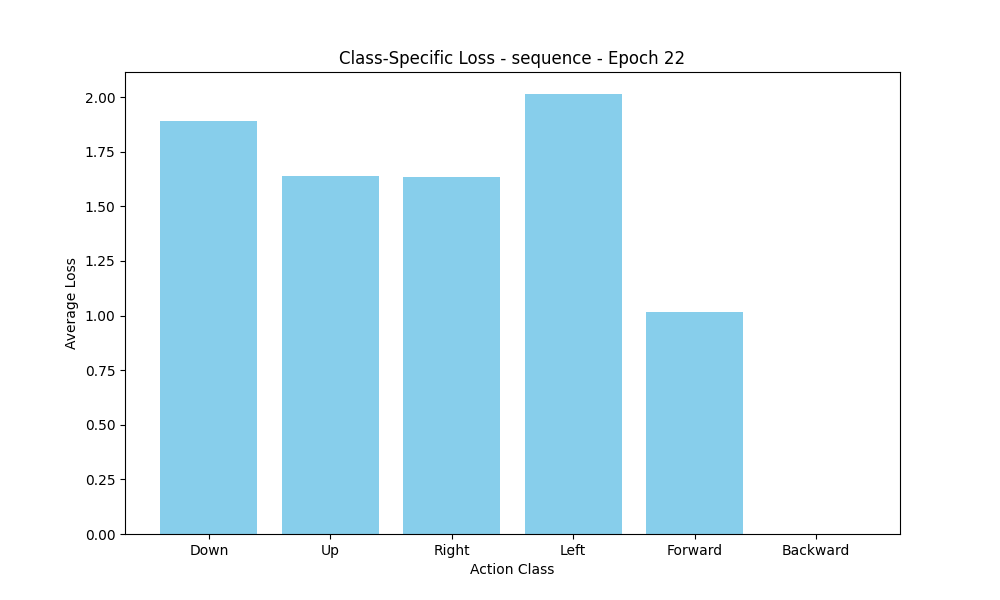 Class-Specific Loss - sequence - Epoch 22
Average Loss
2.00
1.75
1.50
1.25
1.00
0.75
0.50
0.25
0.00
Down Up Right Left Forward Backward
Action Class